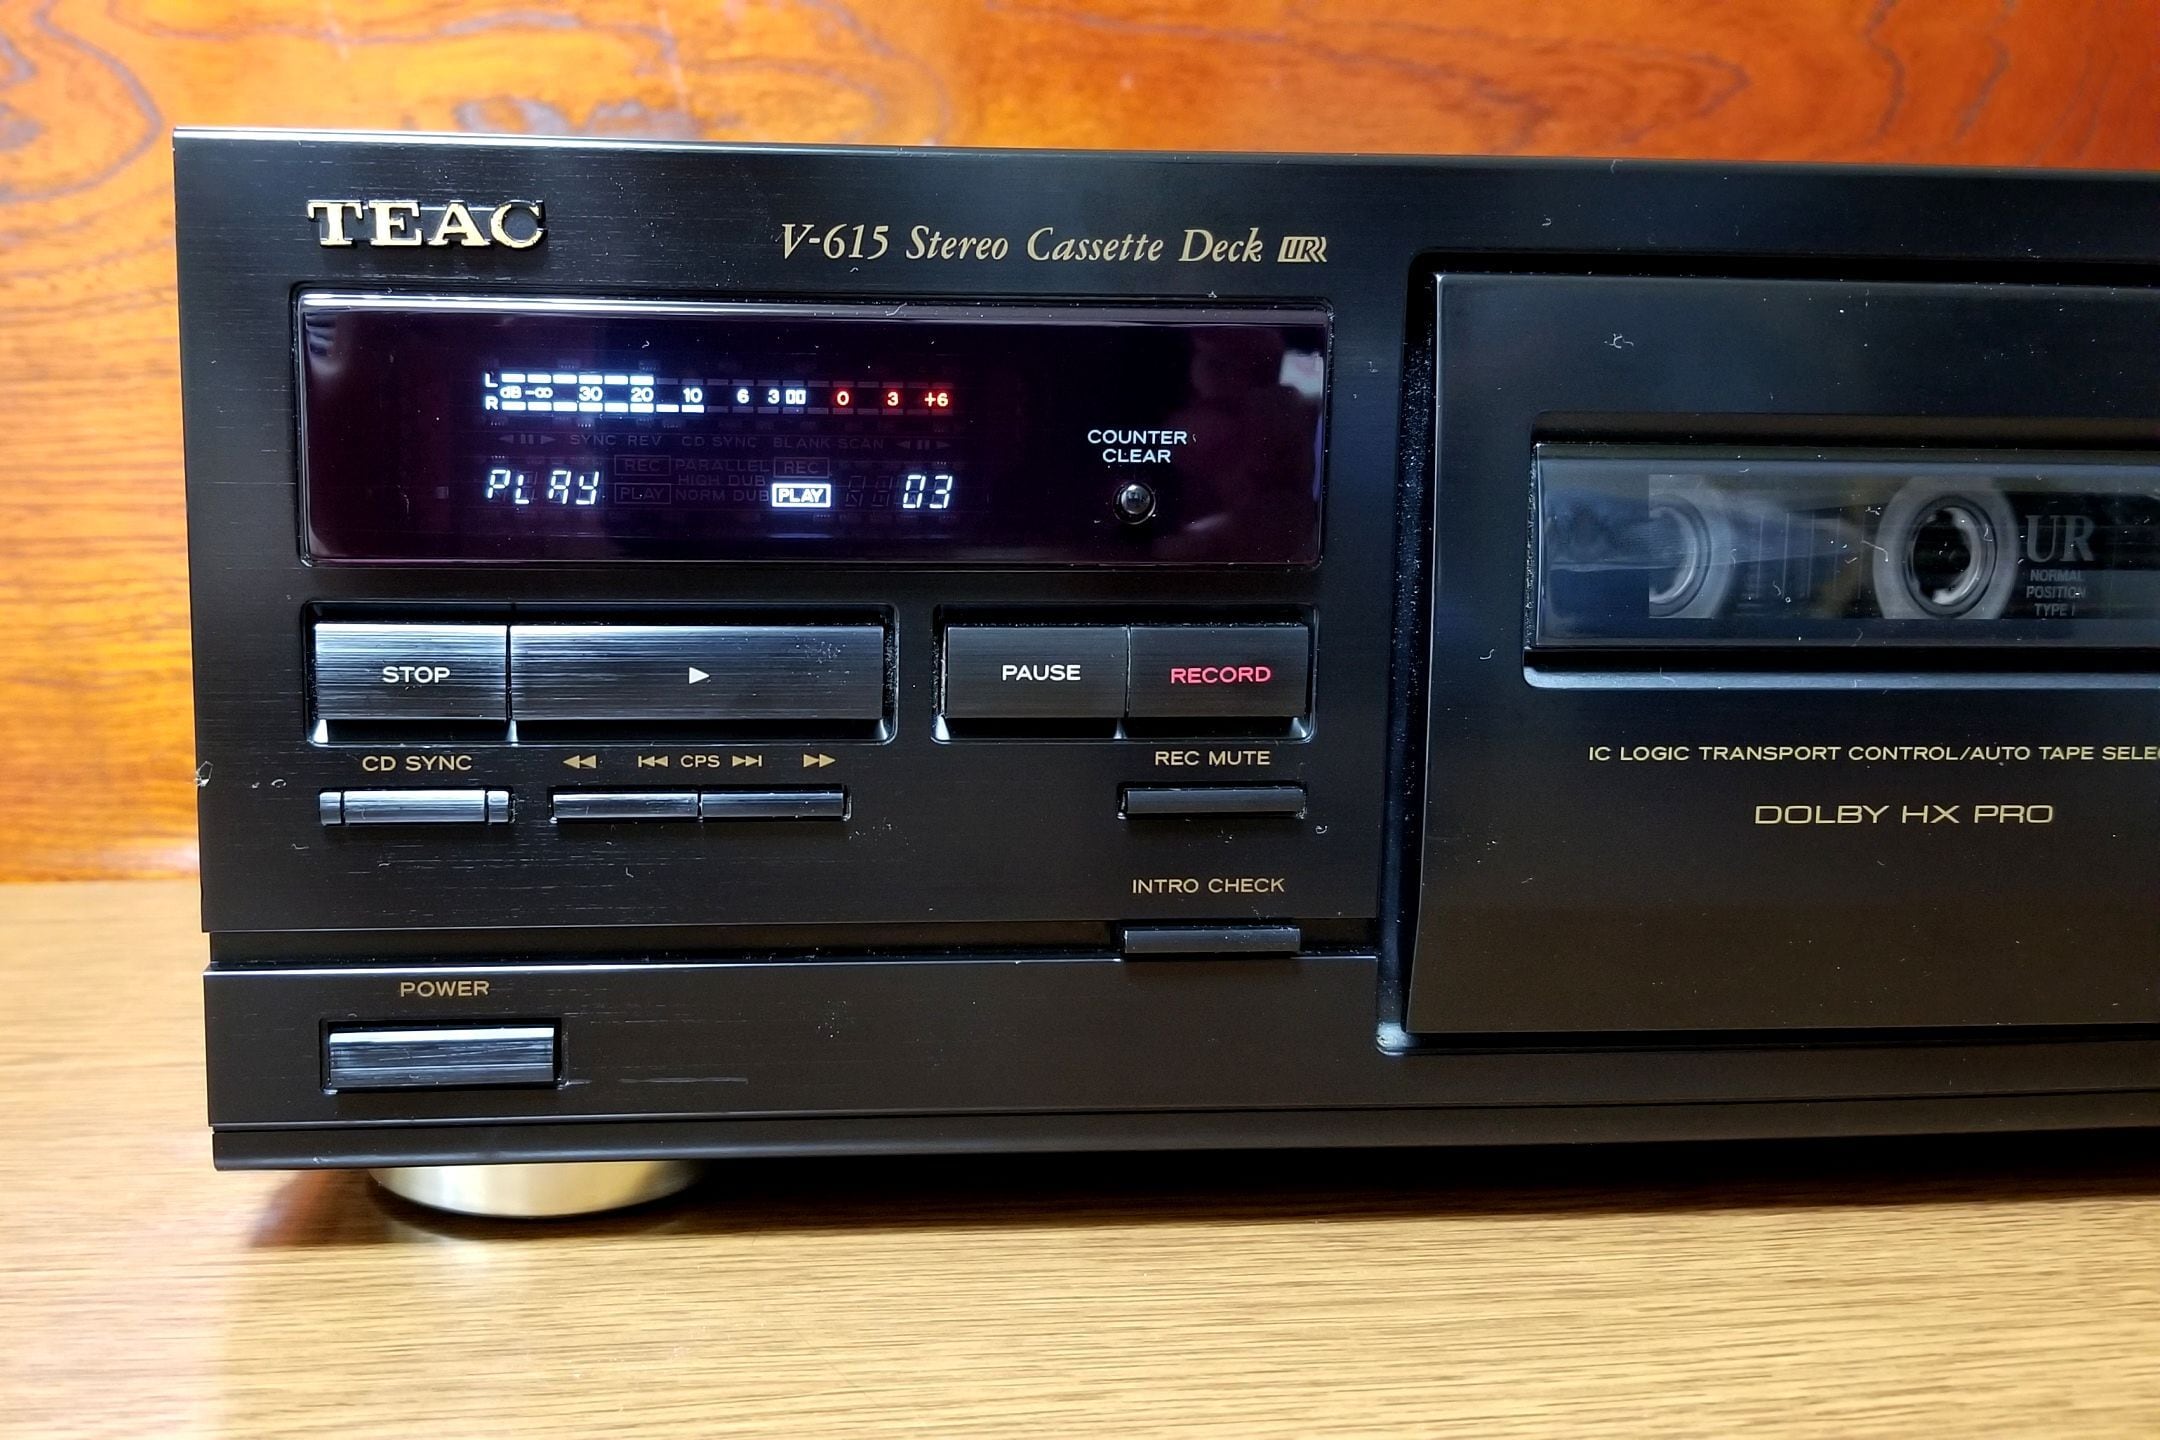 TEAC
V-615 Stereo Cassette Deck UR
L
dB -∞ 30 20 10 6 3 0 3 +6
R
SYNC REV CD SYNC BLANK SCAN
REC PARALLEL REC
HIGH DUB
PLAY NORM DUB PLAY
PLAY 03
COUNTER
CLEAR
STOP ▶ PAUSE RECORD
CD SYNC ◀◀ |◀◀ CPS ▶▶| ▶▶ REC MUTE
INTRO CHECK
POWER
UR
NORMAL
POSITION
TYPE I
IC LOGIC TRANSPORT CONTROL/AUTO TAPE SELEC
DOLBY HX PRO